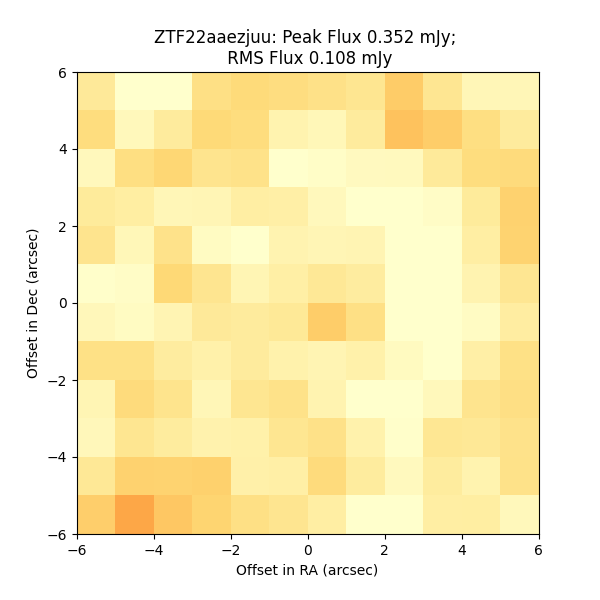 ZTF22aaezjuu: Peak Flux 0.352 mJy;
RMS Flux 0.108 mJy
6
4
2
0
−2
−4
−6
Offset in Dec (arcsec)
−6 −4 −2 0 2 4 6
Offset in RA (arcsec)